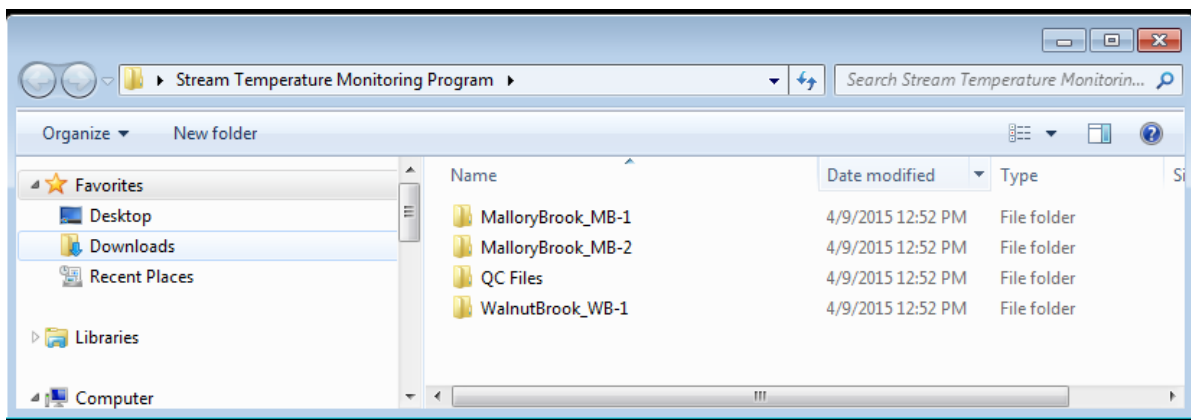 Stream Temperature Monitoring Program
Search Stream Temperature Monitorin...
Organize New folder
Favorites
Desktop
Downloads
Recent Places
Libraries
Computer
Name Date modified Type Si
MalloryBrook_MB-1 4/9/2015 12:52 PM File folder
MalloryBrook_MB-2 4/9/2015 12:52 PM File folder
QC Files 4/9/2015 12:52 PM File folder
WalnutBrook_WB-1 4/9/2015 12:52 PM File folder